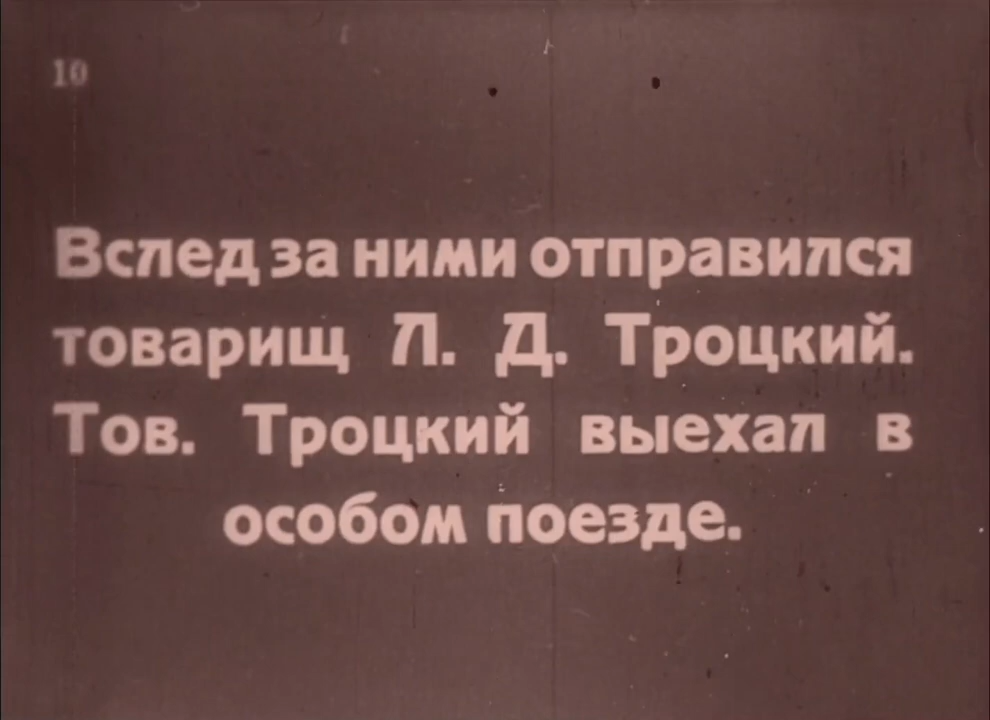 10
Вслед за ними отправился
товарищ Л. Д. Троцкий.
Тов. Троцкий выехал в
особом поезде.